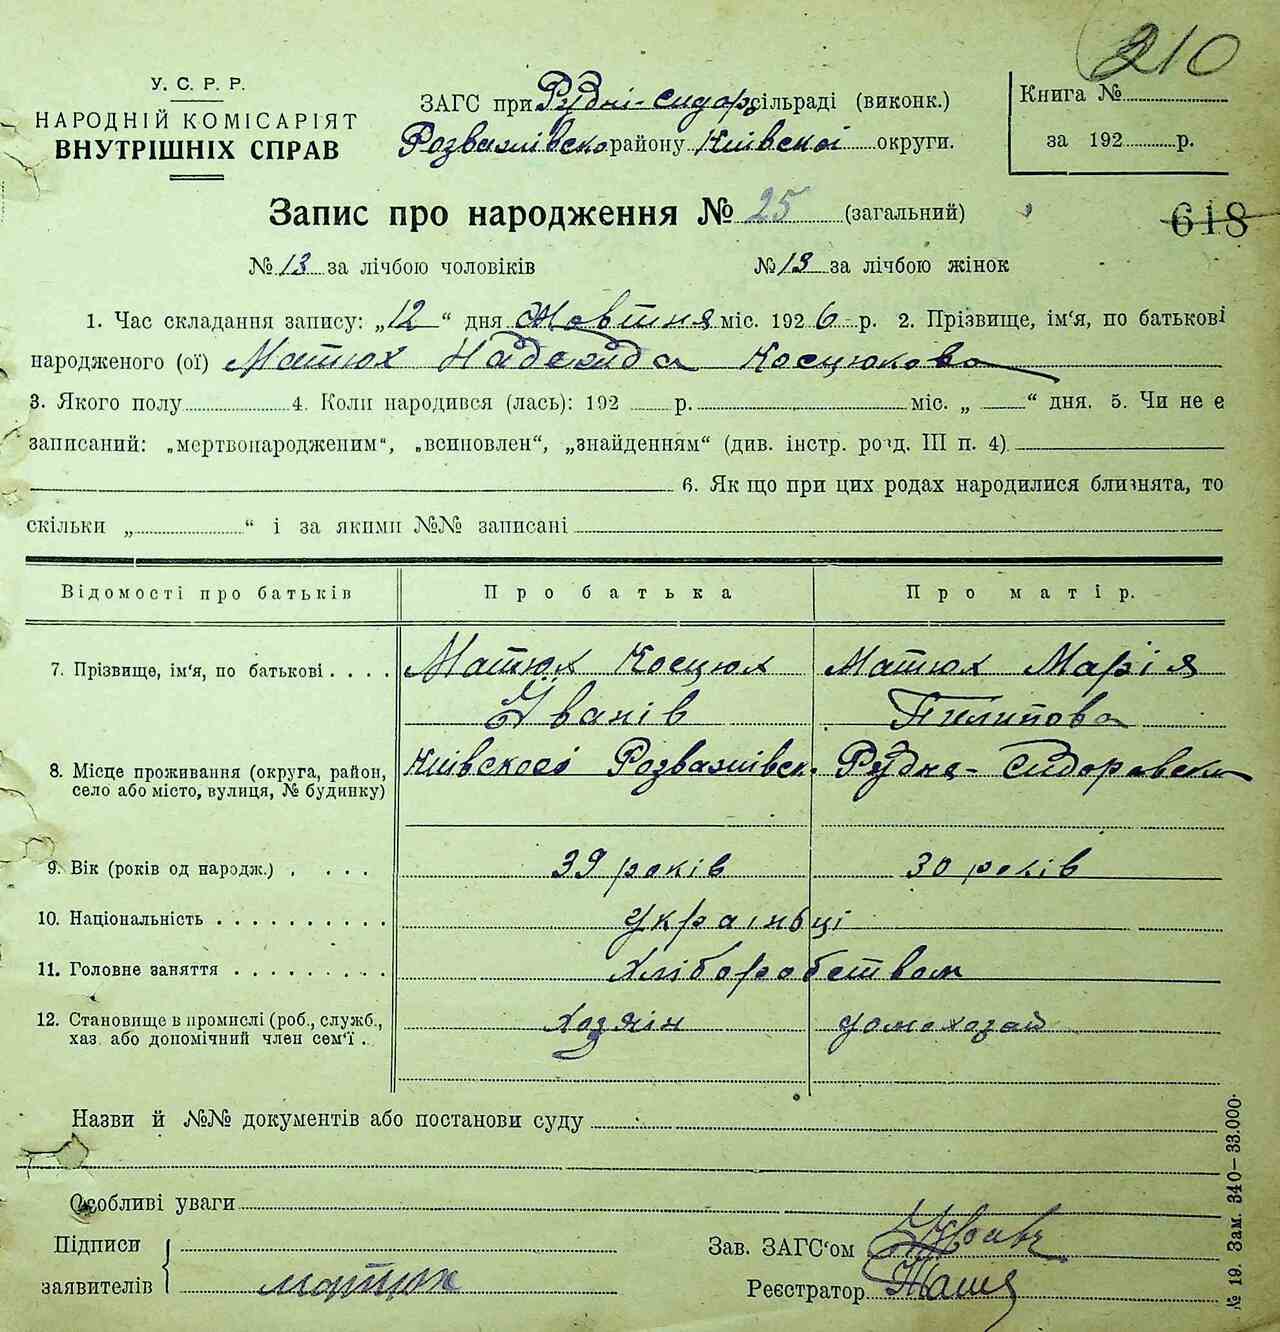 210
У. С. Р. Р.
НАРОДНІЙ КОМІСАРІЯТ
ВНУТРІШНІХ СПРАВ
ЗАГС при Рудні-Сидор. сільраді (виконк.)
Розважівсько району Київскої округи.
Книга №
за 192 р.
Запис про народження № 25 (загальний)
618
№ 13 за лічбою чоловіків № 13 за лічбою жінок
1. Час складання запису: „12“ дня Жовтня міс. 1926 р. 2. Прізвище, ім'я, по батькові
народженого (ої) Матюх Надежда Косцюкова
3. Якого полу 4. Коли народився (лась): 192 р. міс. „ “ дня. 5. Чи не є
записаний: „мертвонародженим“, „всиновлен“, „знайденням“ (див. інстр. розд. III п. 4)
6. Як що при цих родах народилися близнята, то
скільки „ “ і за якими №№ записані
Відомості про батьків Про батька Про матір.
7. Прізвище, ім'я, по батькові . . . . Матюх Косцюх Матюх Марія
Іванів Пилипова
8. Місце проживання (округа, район,
село або місто, вулиця, № будинку) Розважівск. Рудня-Сидоровска
9. Вік (років од народж.) . . . . 39 років 30 років
10. Національність . . . . . . . . . . українці
11. Головне заняття . . . . . . . . . Хліборобством
12. Становище в промислі (роб., служб.,
хаз. або допомічний член сем'ї . Хозяін домохозай
Назви й №№ документів або постанови суду
Особливі уваги
Підписи
заявителів Матюх
Зав. ЗАГС'ом
Реєстратор
№ 19. Зам. 340–33.000.